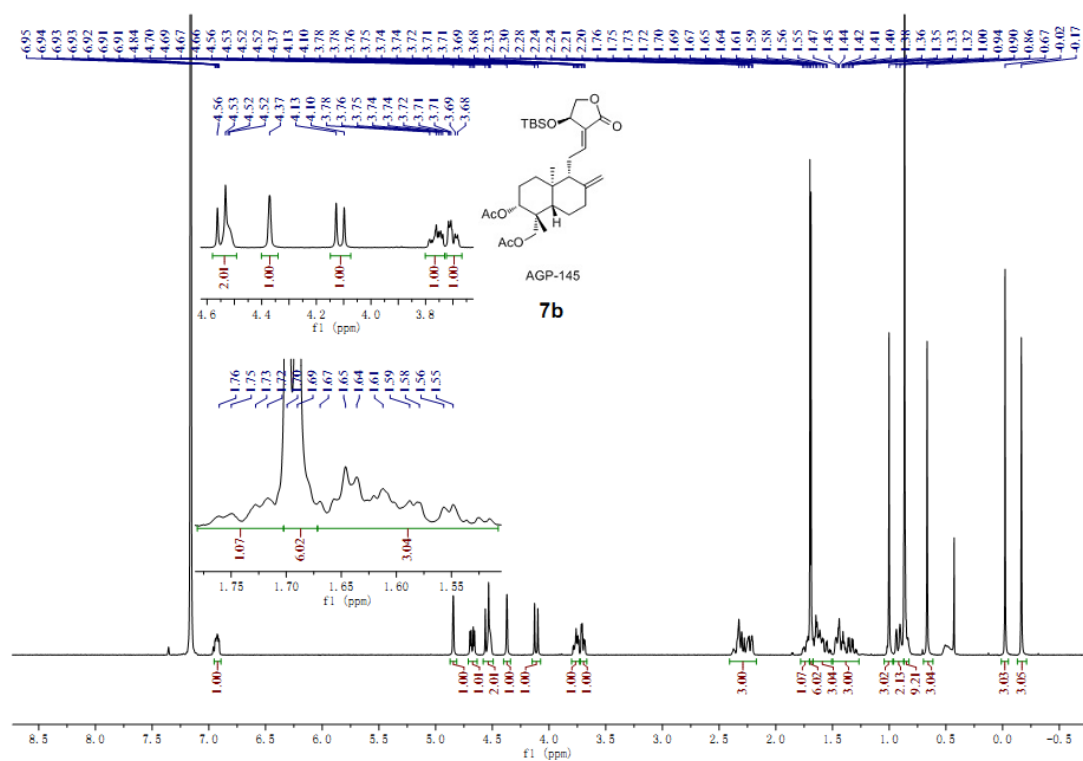 6.95 6.94 6.93 6.93 6.92 6.91 6.91 4.84 4.70 4.69 4.67 4.66 4.56 4.53 4.52 4.52 4.37 4.13 4.10 3.78 3.78 3.76 3.75 3.74 3.74 3.72 3.71 3.71 3.69 3.68 2.33 2.30 2.28 2.24 2.24 2.21 2.20 1.76 1.75 1.73 1.72 1.70 1.69 1.67 1.65 1.64 1.61 1.59 1.58 1.56 1.55 1.47 1.45 1.44 1.42 1.41 1.40 1.38 1.36 1.35 1.33 1.32 1.00 0.94 0.90 0.86 0.67 -0.02 -0.17
4.56 4.53 4.52 4.52 4.37 4.13 4.10 3.78 3.76 3.75 3.74 3.74 3.72 3.71 3.71 3.69 3.68
2.01 1.00 1.00 1.00 1.00
4.6 4.4 4.2 4.0 3.8
f1 (ppm)
O
TBSO
O
AcO
H
AcO
AGP-145
7b
1.76 1.75 1.73 1.72 1.70 1.69 1.67 1.65 1.64 1.61 1.59 1.58 1.56 1.55
1.07 6.02 3.04
1.75 1.70 1.65 1.60 1.55
f1 (ppm)
1.00 1.00 1.01 2.01 1.00 1.00 1.00 1.00 3.00 1.07 6.02 3.04 3.00 3.02 2.13 9.21 3.04 3.03 3.05
8.5 8.0 7.5 7.0 6.5 6.0 5.5 5.0 4.5 4.0 3.5 3.0 2.5 2.0 1.5 1.0 0.5 0.0 -0.5
f1 (ppm)